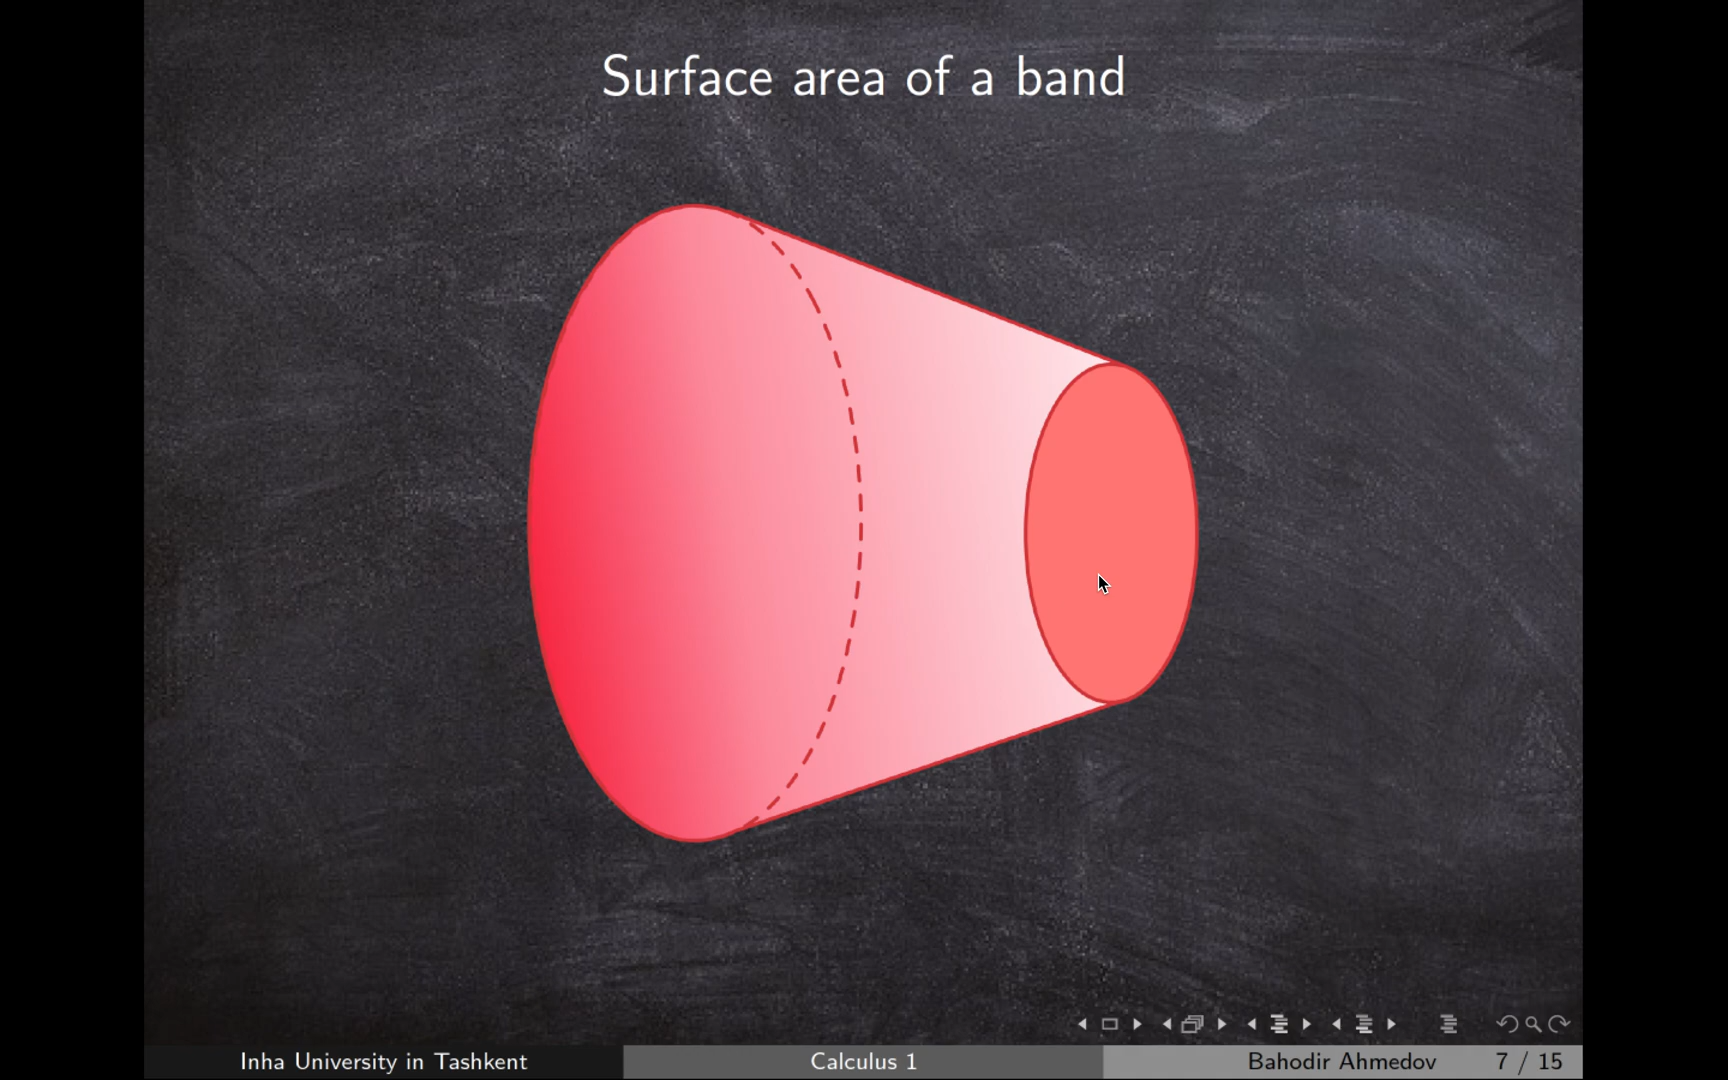 Surface area of a band
Inha University in Tashkent
Calculus 1
Bahodir Ahmedov
7 / 15